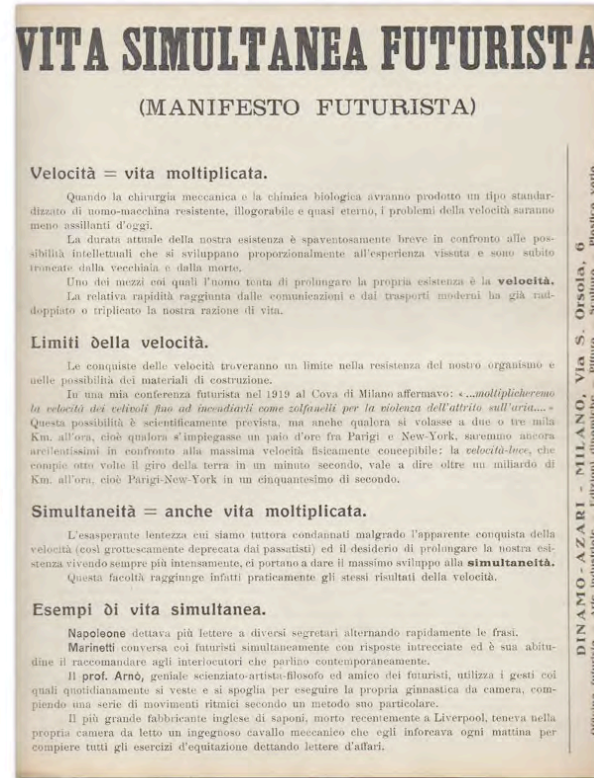 VITA SIMULTANEA FUTURISTA
(MANIFESTO FUTURISTA)
Velocità = vita moltiplicata.
Quando la chirurgia meccanica e la chimica biologica avranno prodotto un tipo standar-
dizzato di uomo-macchina resistente, illogorabile e quasi eterno, i problemi della velocità saranno
meno assillanti d'oggi.
La durata attuale della nostra esistenza è spaventosamente breve in confronto alle pos-
sibilità intellettuali che si sviluppano proporzionalmente all'esperienza vissuta e sono subito
troncate dalla vecchiaia e dalla morte.
Uno dei mezzi coi quali l'uomo tenta di prolungare la propria esistenza è la velocità.
La relativa rapidità raggiunta dalle comunicazioni e dai trasporti moderni ha già rad-
doppiato o triplicato la nostra razione di vita.
Limiti della velocità.
Le conquiste delle velocità troveranno un limite nella resistenza del nostro organismo e
nelle possibilità dei materiali di costruzione.
In una mia conferenza futurista nel 1919 al Cova di Milano affermavo: « ...moltiplicheremo
la velocità dei velivoli fino ad incendiarli come zolfanelli per la violenza dell'attrito sull'aria.... »
Questa possibilità è scientificamente prevista, ma anche qualora si volasse a due o tre mila
Km. all'ora, cioè qualora s'impiegasse un paio d'ore fra Parigi e New-York, saremmo ancora
arcilentissimi in confronto alla massima velocità fisicamente concepibile: la velocità-luce, che
compie otto volte il giro della terra in un minuto secondo, vale a dire oltre un miliardo di
Km. all'ora, cioè Parigi-New-York in un cinquantesimo di secondo.
Simultaneità = anche vita moltiplicata.
L'esasperante lentezza cui siamo tuttora condannati malgrado l'apparente conquista della
velocità (così grottescamente deprecata dai passatisti) ed il desiderio di prolungare la nostra esi-
stenza vivendo sempre più intensamente, ci portano a dare il massimo sviluppo alla simultaneità.
Questa facoltà raggiunge infatti praticamente gli stessi risultati della velocità.
Esempi di vita simultanea.
Napoleone dettava più lettere a diversi segretari alternando rapidamente le frasi.
Marinetti conversa coi futuristi simultaneamente con risposte intrecciate ed è sua abitu-
dine il raccomandare agli interlocutori che parlino contemporaneamente.
Il prof. Arnò, geniale scienziato-artista-filosofo ed amico dei futuristi, utilizza i gesti coi
quali quotidianamente si veste e si spoglia per eseguire la propria ginnastica da camera, com-
piendo una serie di movimenti ritmici secondo un metodo suo particolare.
Il più grande fabbricante inglese di saponi, morto recentemente a Liverpool, teneva nella
propria camera da letto un ingegnoso cavallo meccanico che egli inforcava ogni mattina per
compiere tutti gli esercizi d'equitazione dettando lettere d'affari.
DINAMO-AZARI - MILANO, Via S. Orsola, 6